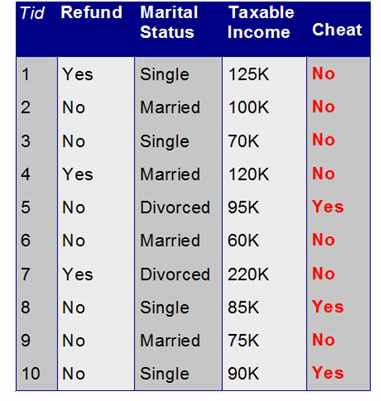 Tid Refund Marital Status Taxable Income Cheat
1 Yes Single 125K No
2 No Married 100K No
3 No Single 70K No
4 Yes Married 120K No
5 No Divorced 95K Yes
6 No Married 60K No
7 Yes Divorced 220K No
8 No Single 85K Yes
9 No Married 75K No
10 No Single 90K Yes